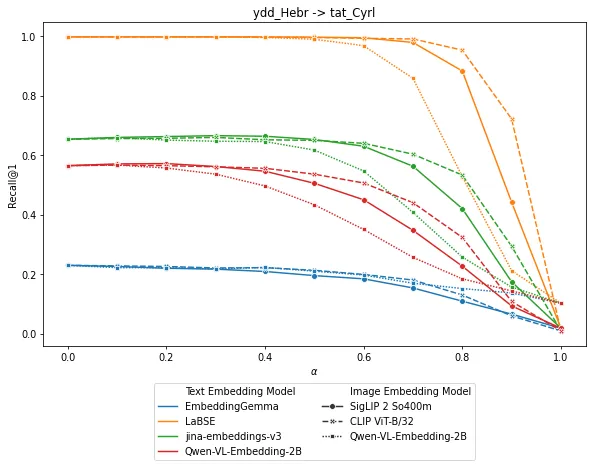 ydd_Hebr -> tat_Cyrl
1.0
0.8
0.6
0.4
0.2
0.0
Recall@1
0.0 0.2 0.4 0.6 0.8 1.0
α
Text Embedding Model
EmbeddingGemma
LaBSE
jina-embeddings-v3
Qwen-VL-Embedding-2B
Image Embedding Model
SigLIP 2 So400m
CLIP ViT-B/32
Qwen-VL-Embedding-2B